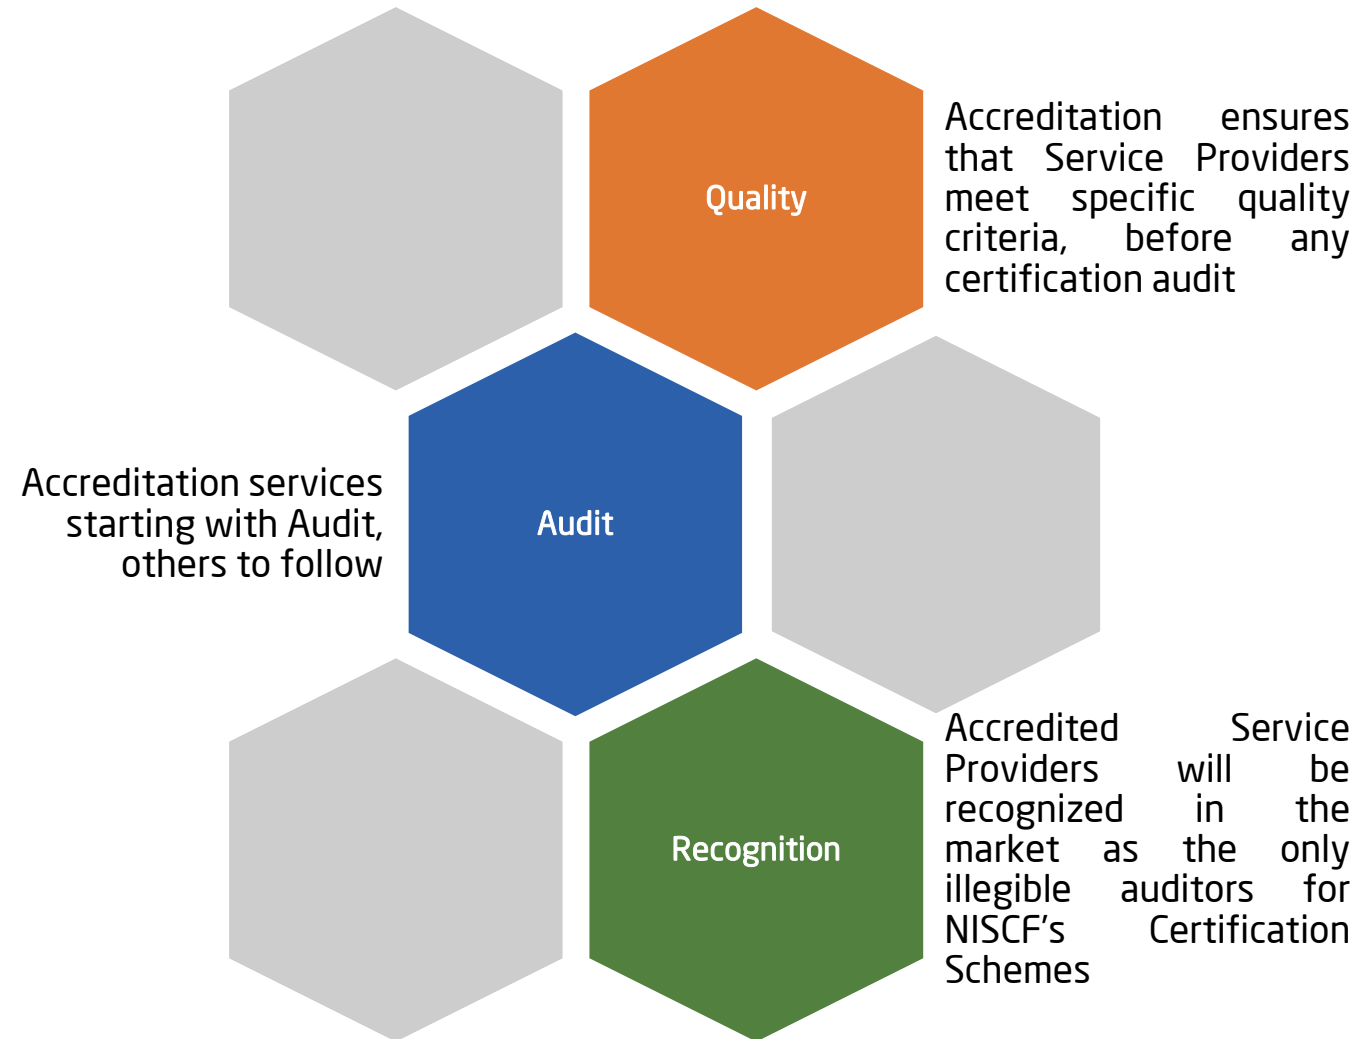 Quality
Accreditation ensures
that Service Providers
meet specific quality
criteria, before any
certification audit
Accreditation services
starting with Audit,
others to follow
Audit
Recognition
Accredited Service
Providers will be
recognized in the
market as the only
illegible auditors for
NISCF’s Certification
Schemes